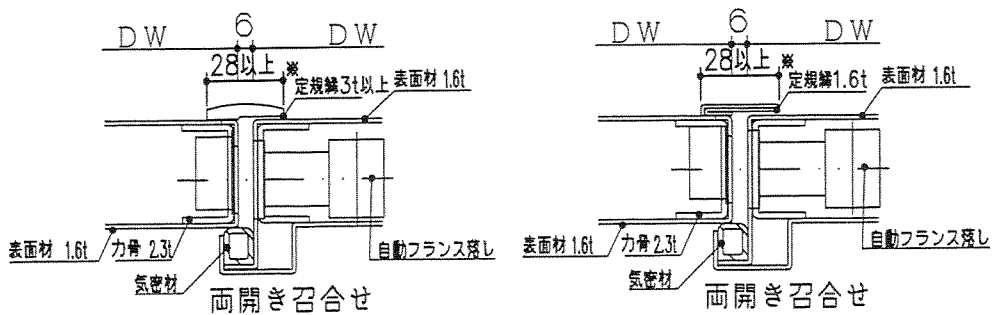 6
DW DW
28以上※
定規縁3t以上
表面材 1.6t
表面材 1.6t
力骨 2.3t
自動フランス落し
気密材
両開き召合せ
6
DW DW
28以上※
定規縁1.6t
表面材 1.6t
表面材 1.6t
力骨2.3t
自動フランス落し
気密材
両開き召合せ